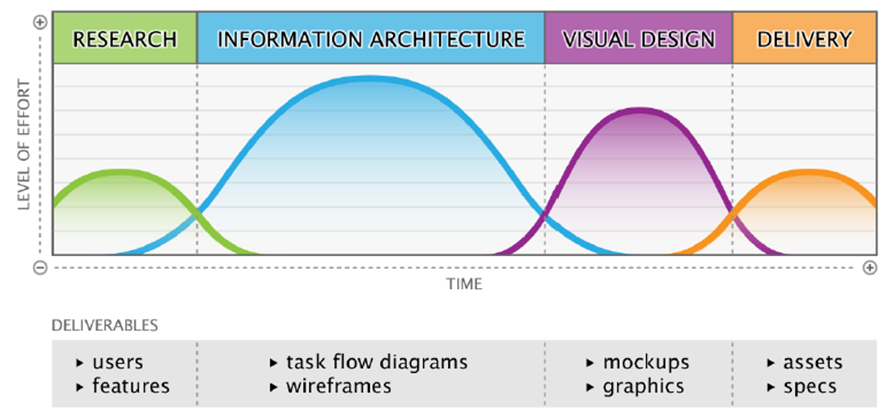 RESEARCH
INFORMATION ARCHITECTURE
VISUAL DESIGN
DELIVERY
LEVEL OF EFFORT
TIME
DELIVERABLES
▸ users
▸ features
▸ task flow diagrams
▸ wireframes
▸ mockups
▸ graphics
▸ assets
▸ specs